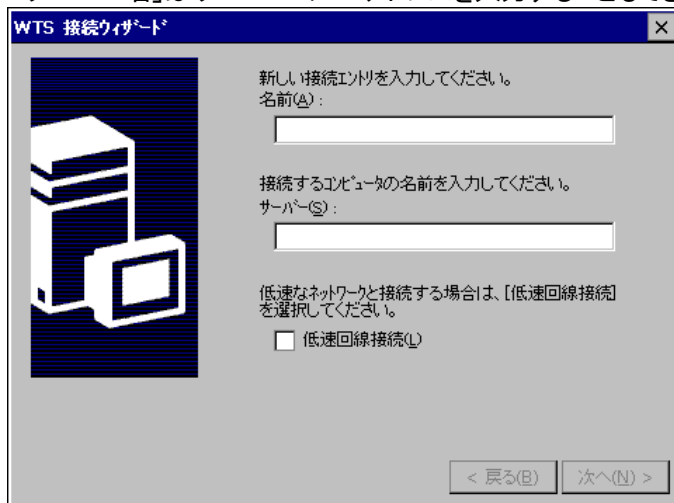 WTS 接続ｳｨｻﾞｰﾄﾞ
新しい接続ｴﾝﾄﾘを入力してください。
名前(A) :
接続するｺﾝﾋﾟｭｰﾀの名前を入力してください。
ｻｰﾊﾞｰ(S) :
低速なﾈｯﾄﾜｰｸと接続する場合は、[低速回線接続]
を選択してください。
低速回線接続(L)
< 戻る(B)
次へ(N) >